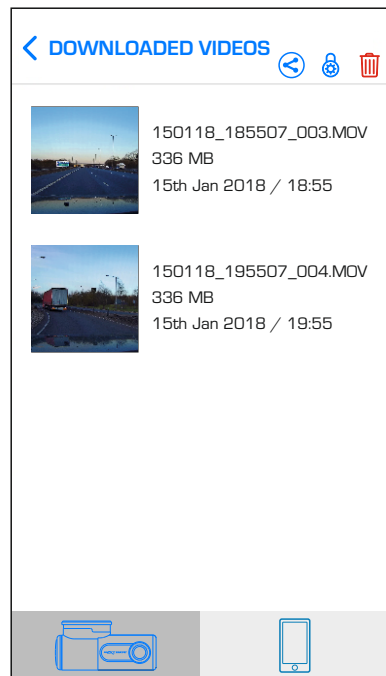 DOWNLOADED VIDEOS
150118_185507_003.MOV
336 MB
15th Jan 2018 / 18:55
150118_195507_004.MOV
336 MB
15th Jan 2018 / 19:55